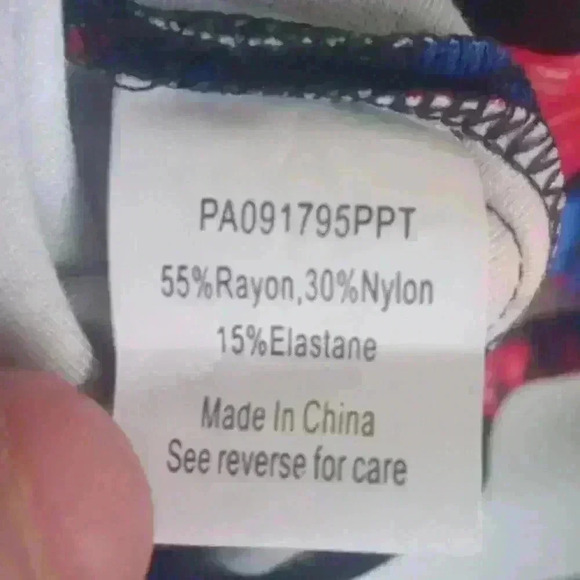 PA091795PPT
55%Rayon,30%Nylon
15%Elastane
Made In China
See reverse for care